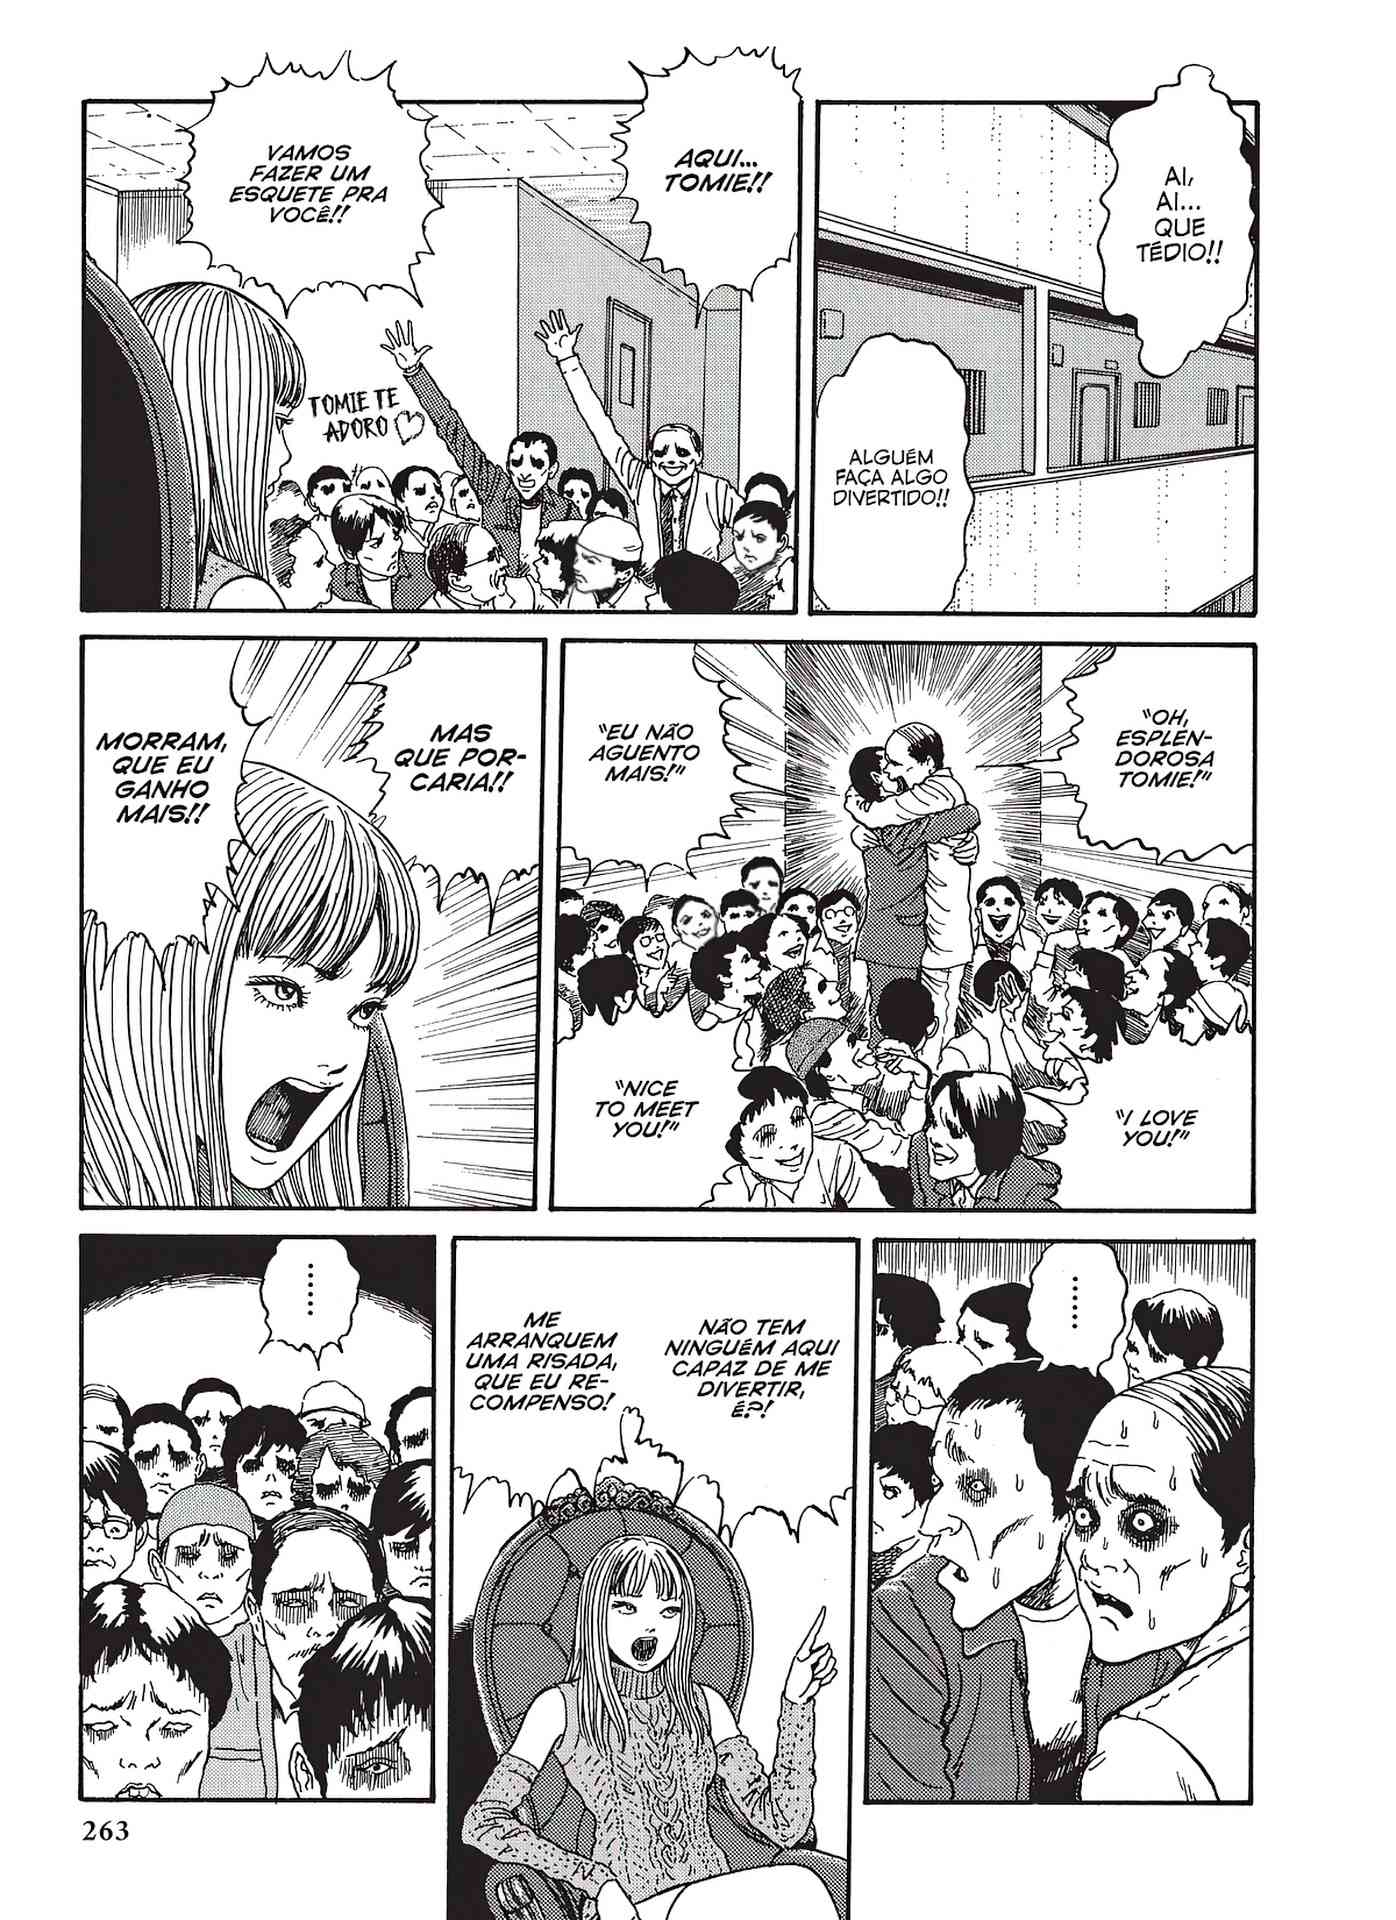 AI,
AI...
QUE
TÉDIO!!
ALGUÉM
FAÇA ALGO
DIVERTIDO!!
AQUI...
TOMIE!!
VAMOS
FAZER UM
ESQUETE PRA
VOCÊ!!
TOMIE TE
ADORO
"OH,
ESPLÊN-
DOROSA
TOMIE!"
"EU NÃO
AGUENTO
MAIS!"
"I LOVE
YOU!"
"NICE
TO MEET
YOU!"
MAS
QUE POR-
CARIA!!
MORRAM,
QUE EU
GANHO
MAIS!!
......
NÃO TEM
NINGUÉM AQUI
CAPAZ DE ME
DIVERTIR,
É?!
ME
ARRANQUEM
UMA RISADA,
QUE EU RE-
COMPENSO!
......
263